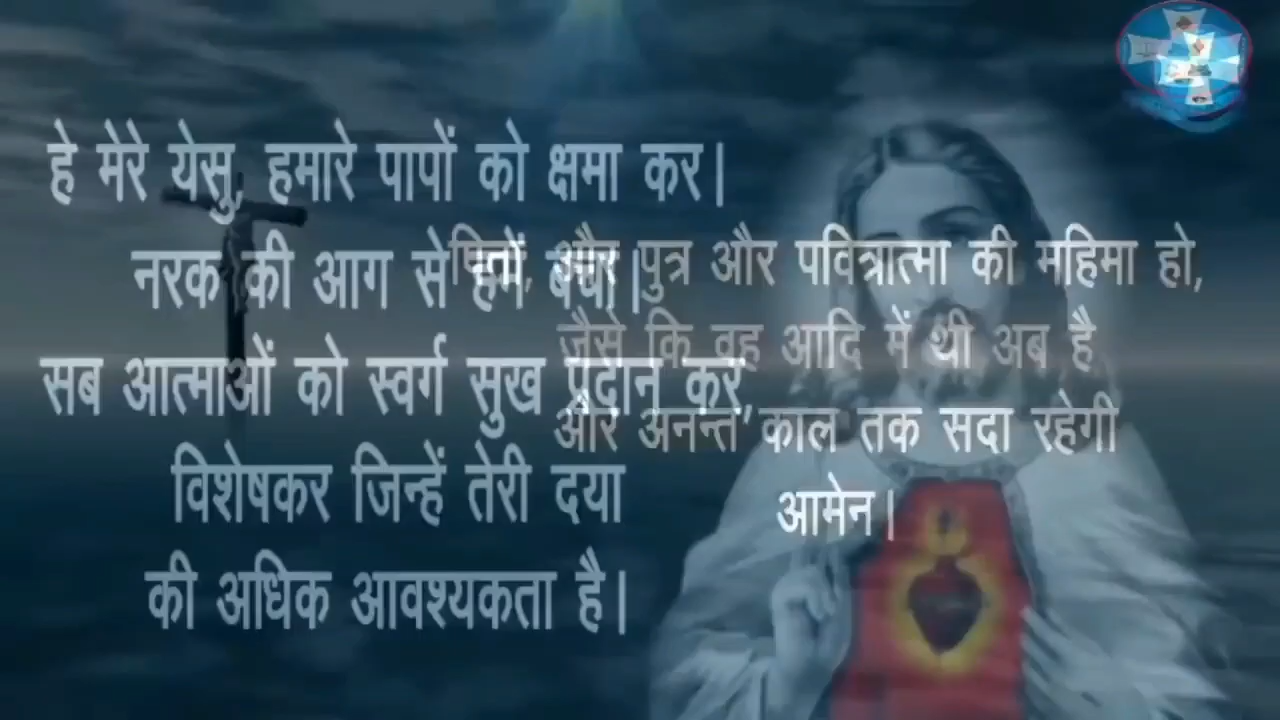 हे मेरे येसु, हमारे पापों को क्षमा कर।
नरक की आग से हमें बचा।
सब आत्माओं को स्वर्ग सुख प्रदान कर,
विशेषकर जिन्हें तेरी दया
की अधिक आवश्यकता है।
और पुत्र और पवित्रात्मा की महिमा हो,
जैसे कि वह आदि में थी अब है
और अनन्त काल तक सदा रहेगी
आमेन।